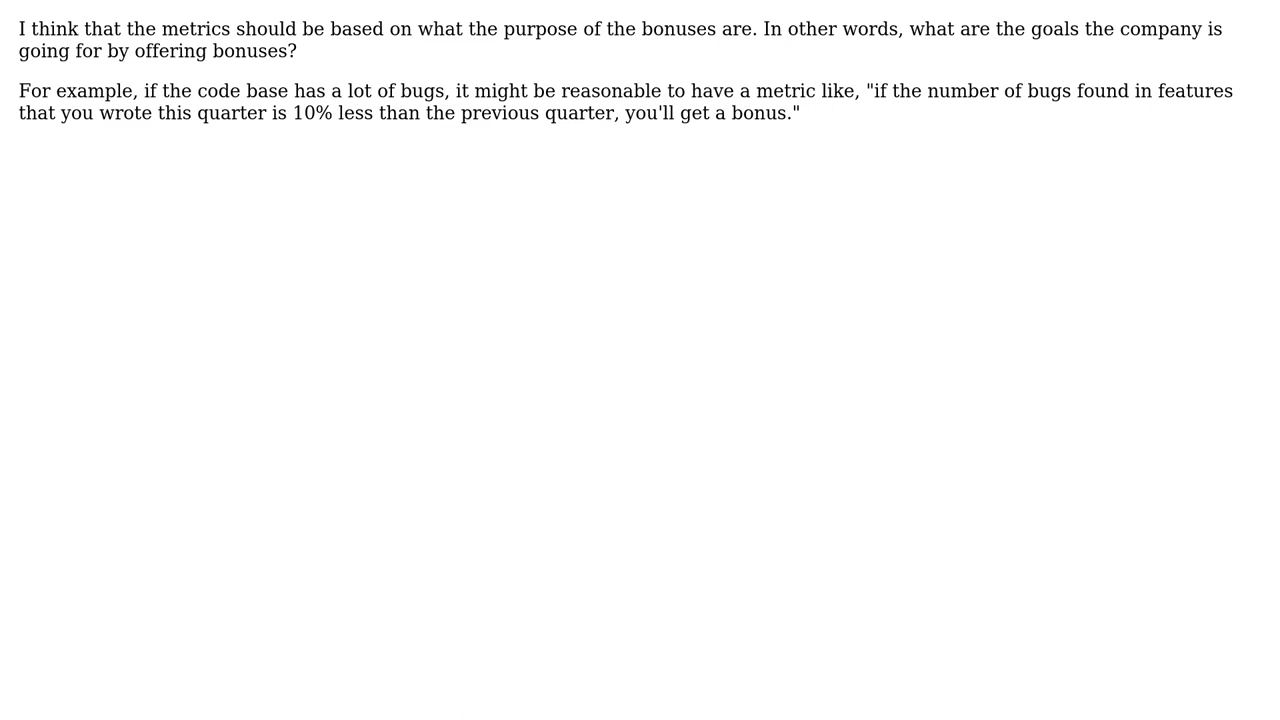 I think that the metrics should be based on what the purpose of the bonuses are. In other words, what are the goals the company is
going for by offering bonuses?
For example, if the code base has a lot of bugs, it might be reasonable to have a metric like, "if the number of bugs found in features
that you wrote this quarter is 10% less than the previous quarter, you'll get a bonus."